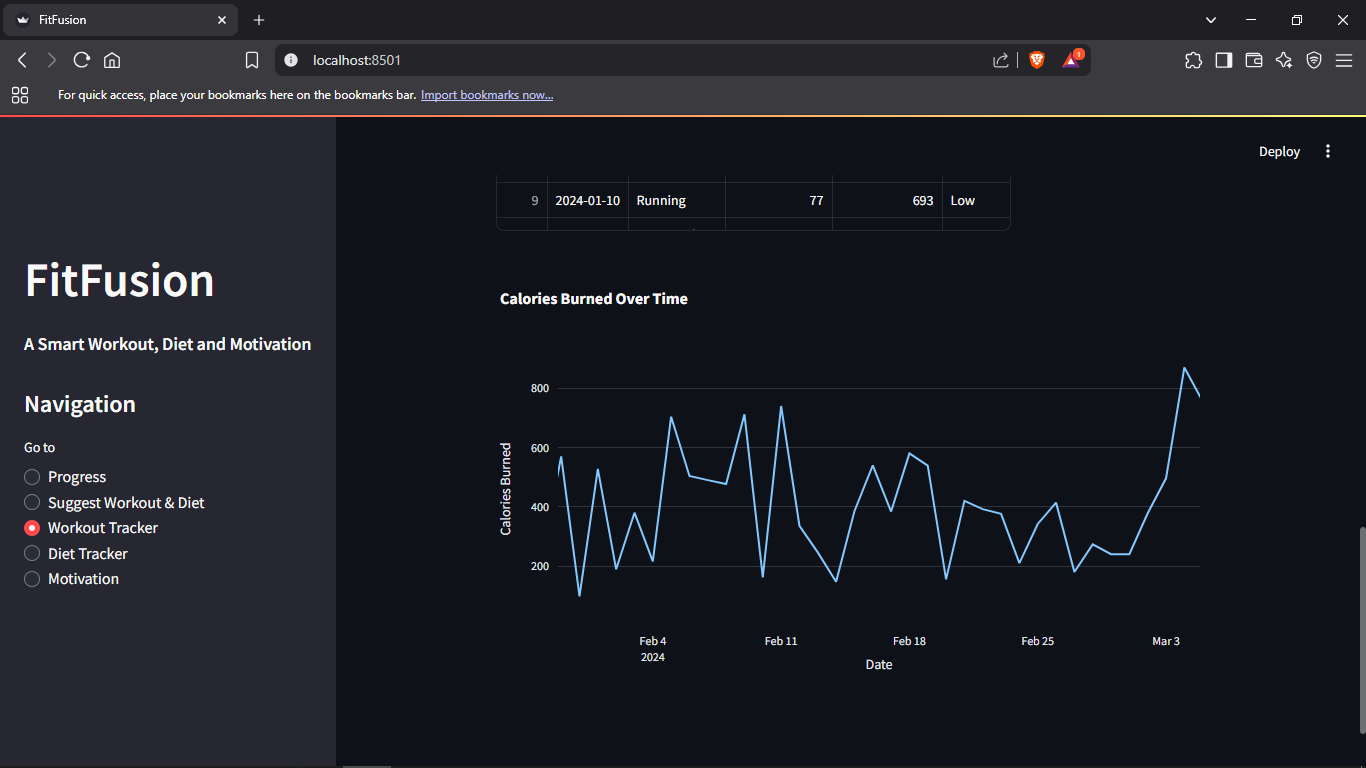 FitFusion
localhost:8501
1
For quick access, place your bookmarks here on the bookmarks bar. Import bookmarks now...
Deploy
9 2024-01-10 Running 77 693 Low
FitFusion
A Smart Workout, Diet and Motivation
Navigation
Go to
Progress
Suggest Workout & Diet
Workout Tracker
Diet Tracker
Motivation
Calories Burned Over Time
Calories Burned
800
600
400
200
Feb 4 Feb 11 Feb 18 Feb 25 Mar 3
2024
Date